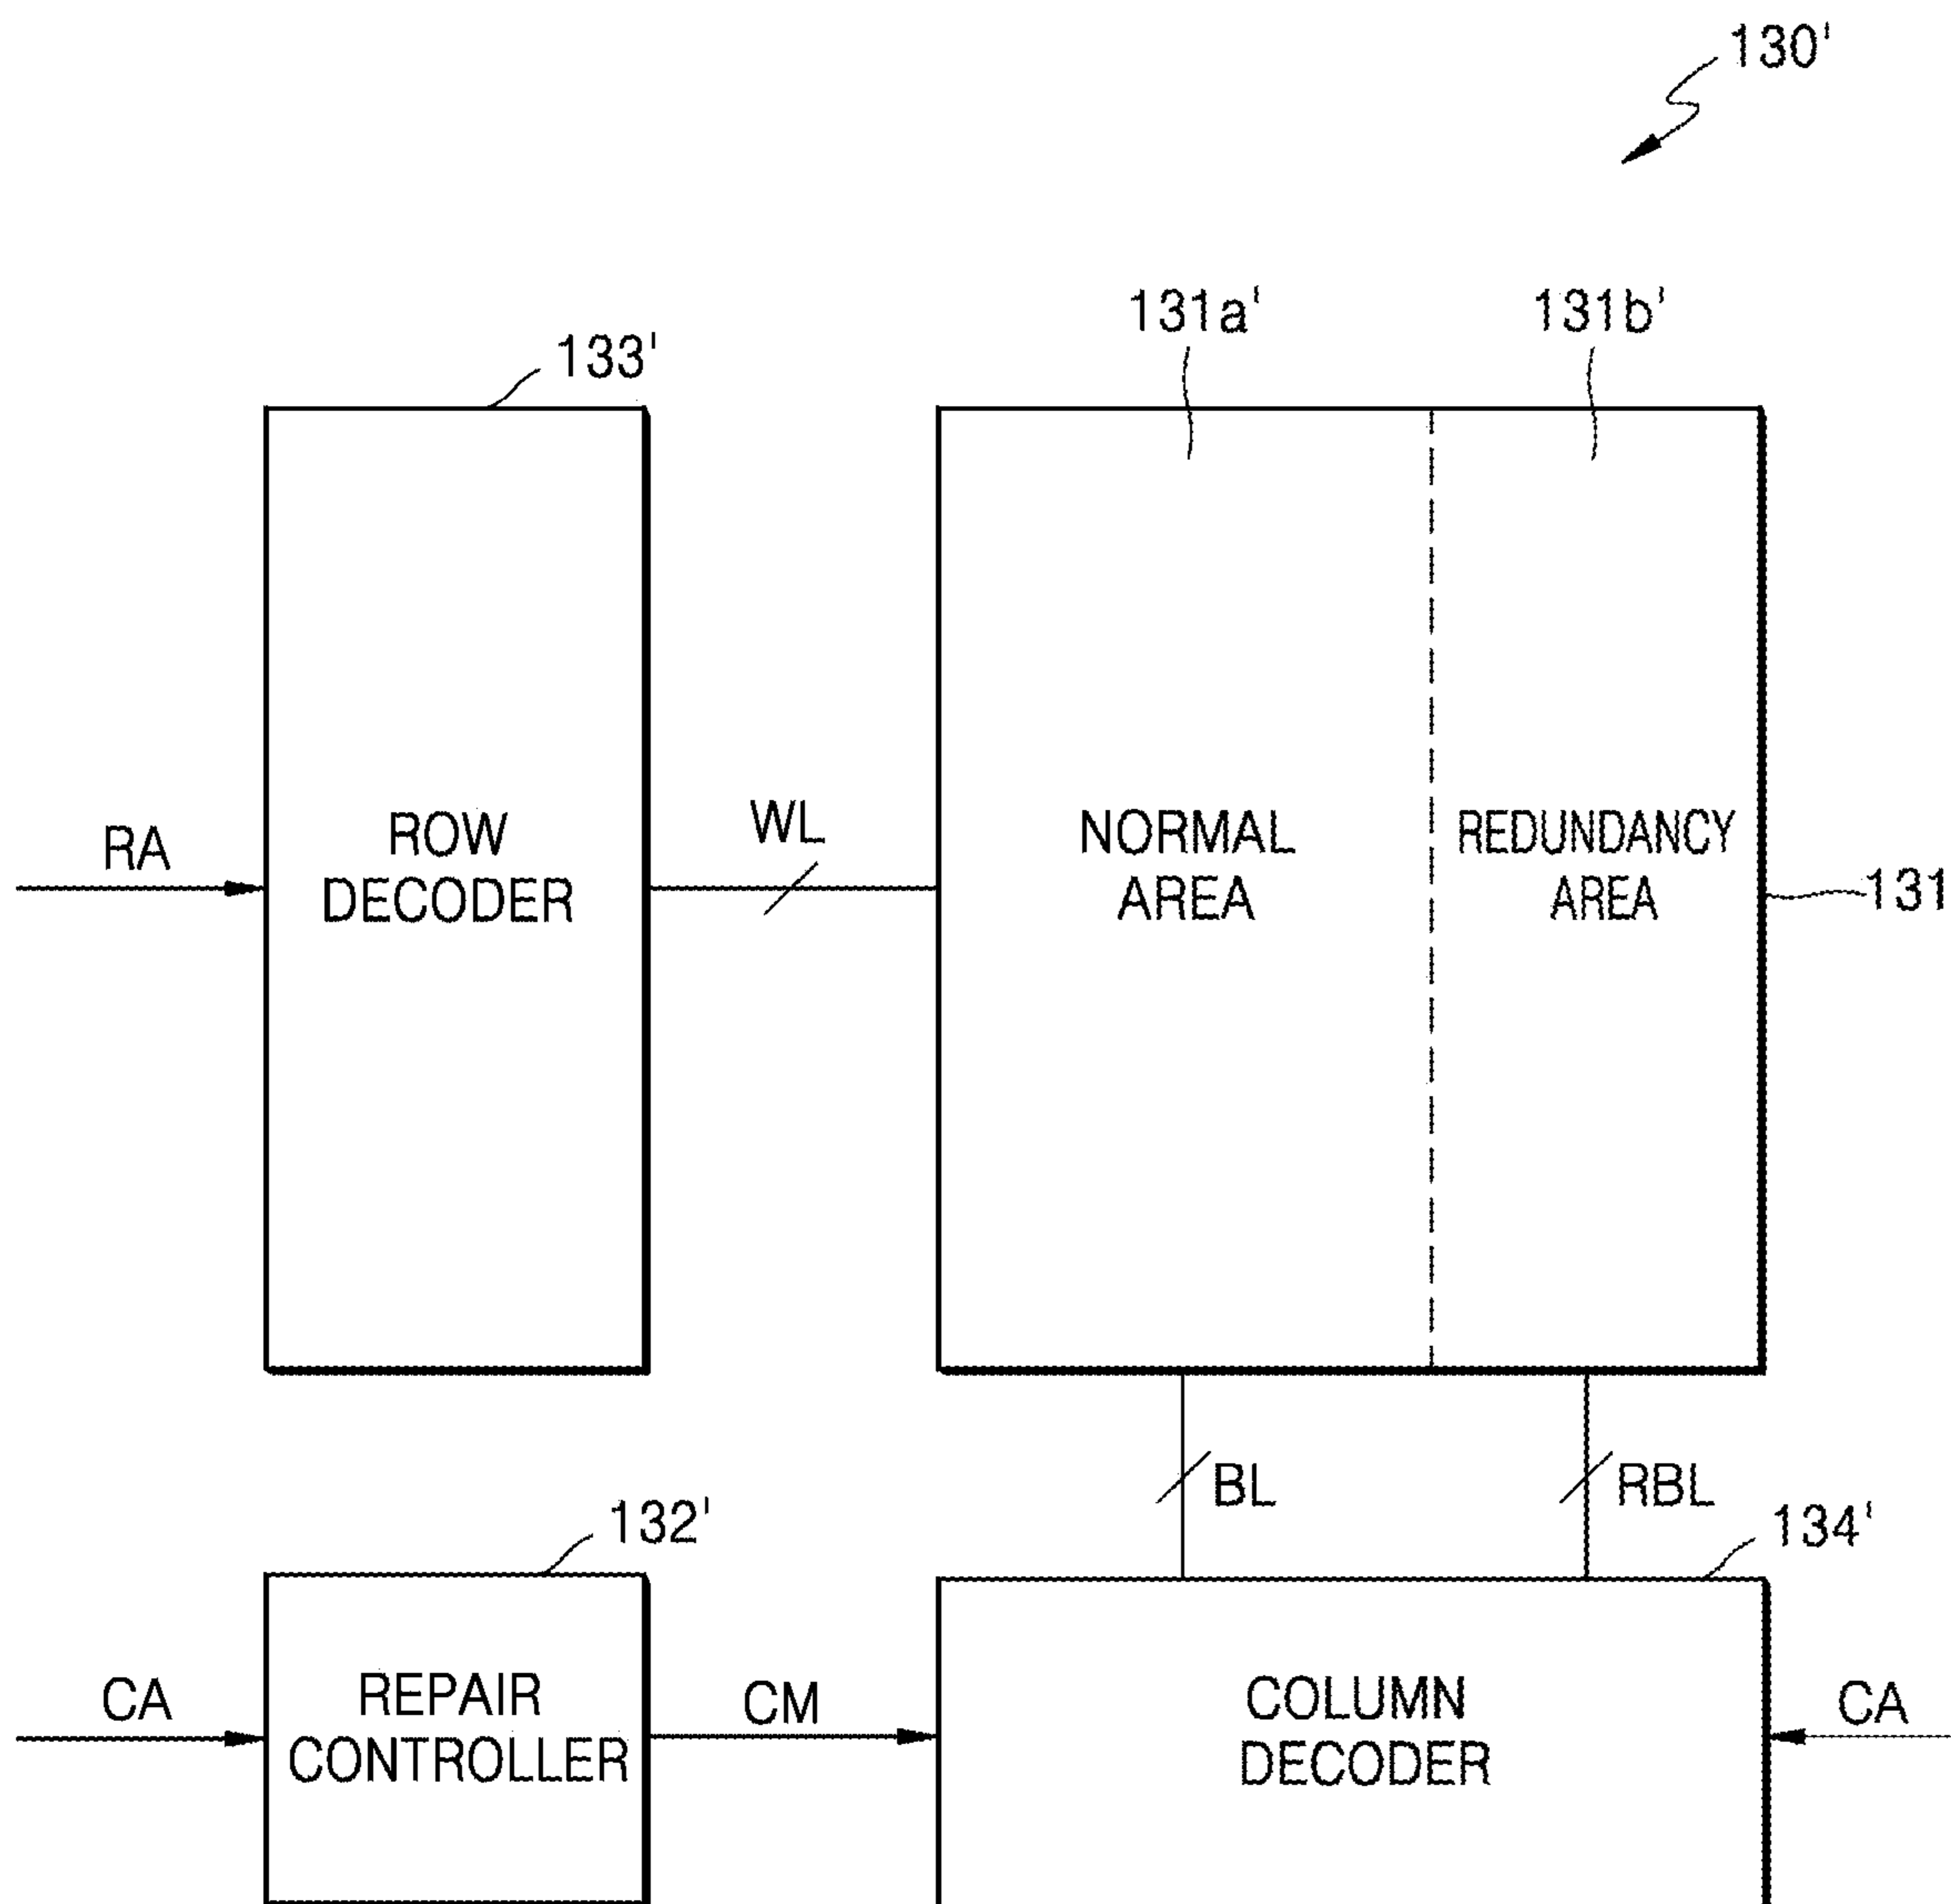 130'
131a'
131b'
133'
RA
ROW
DECODER
WL
NORMAL
AREA
REDUNDANCY
AREA
131
BL
RBL
132'
134'
CA
REPAIR
CONTROLLER
CM
COLUMN
DECODER
CA